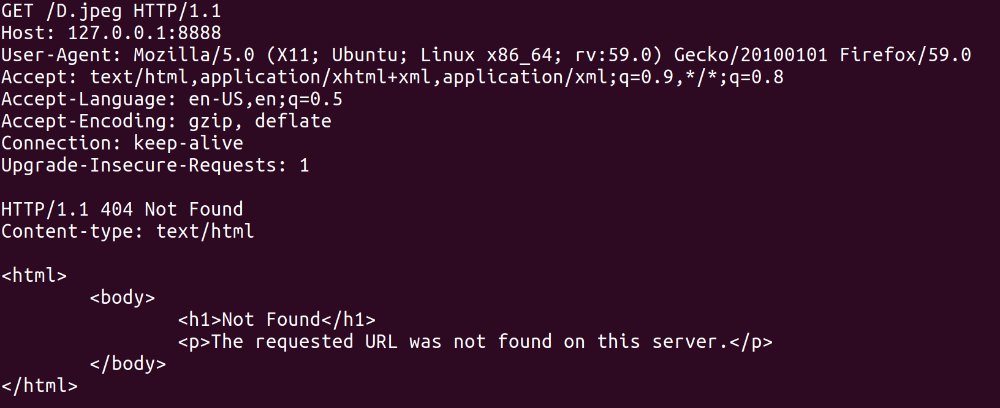 GET /D.jpeg HTTP/1.1
Host: 127.0.0.1:8888
User-Agent: Mozilla/5.0 (X11; Ubuntu; Linux x86_64; rv:59.0) Gecko/20100101 Firefox/59.0
Accept: text/html,application/xhtml+xml,application/xml;q=0.9,*/*;q=0.8
Accept-Language: en-US,en;q=0.5
Accept-Encoding: gzip, deflate
Connection: keep-alive
Upgrade-Insecure-Requests: 1

HTTP/1.1 404 Not Found
Content-type: text/html

<html>
        <body>
                <h1>Not Found</h1>
                <p>The requested URL was not found on this server.</p>
        </body>
</html>